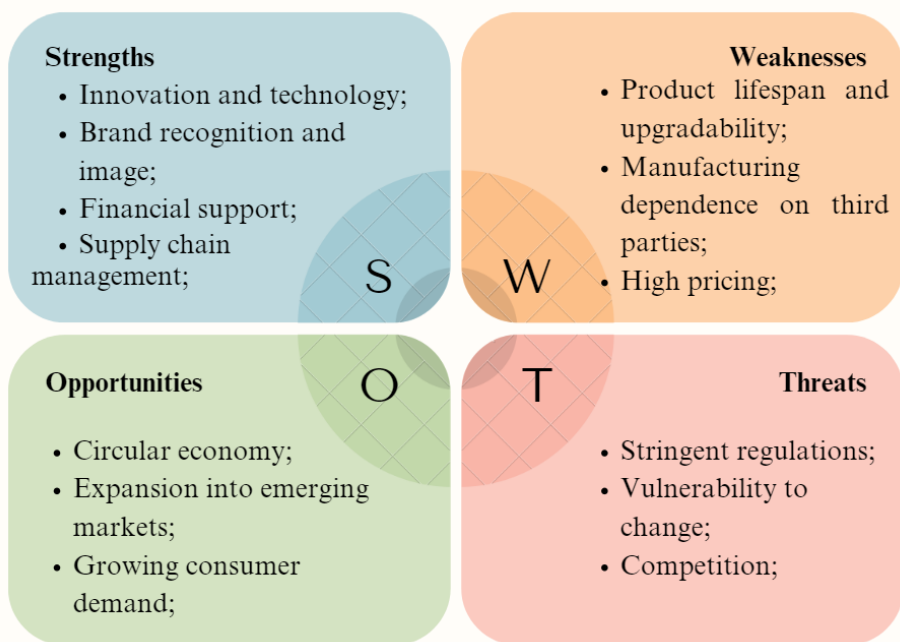 Strengths
• Innovation and technology;
• Brand recognition and
image;
• Financial support;
• Supply chain
management;
S
Weaknesses
• Product lifespan and
upgradability;
• Manufacturing
dependence on third
parties;
• High pricing;
W
Opportunities
• Circular economy;
• Expansion into emerging
markets;
• Growing consumer
demand;
O
Threats
• Stringent regulations;
• Vulnerability to
change;
• Competition;
T